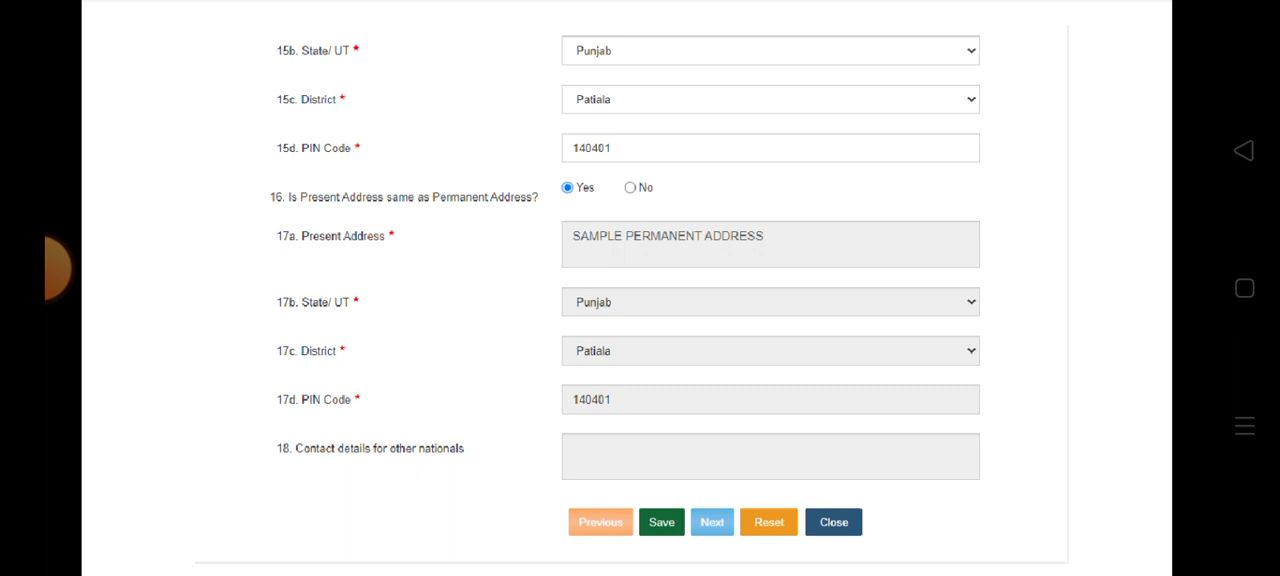 15b. State/ UT * Punjab
15c. District * Patiala
15d. PIN Code * 140401
16. Is Present Address same as Permanent Address? Yes No
17a. Present Address * SAMPLE PERMANENT ADDRESS
17b. State/ UT * Punjab
17c. District * Patiala
17d. PIN Code * 140401
18. Contact details for other nationals
Previous Save Next Reset Close